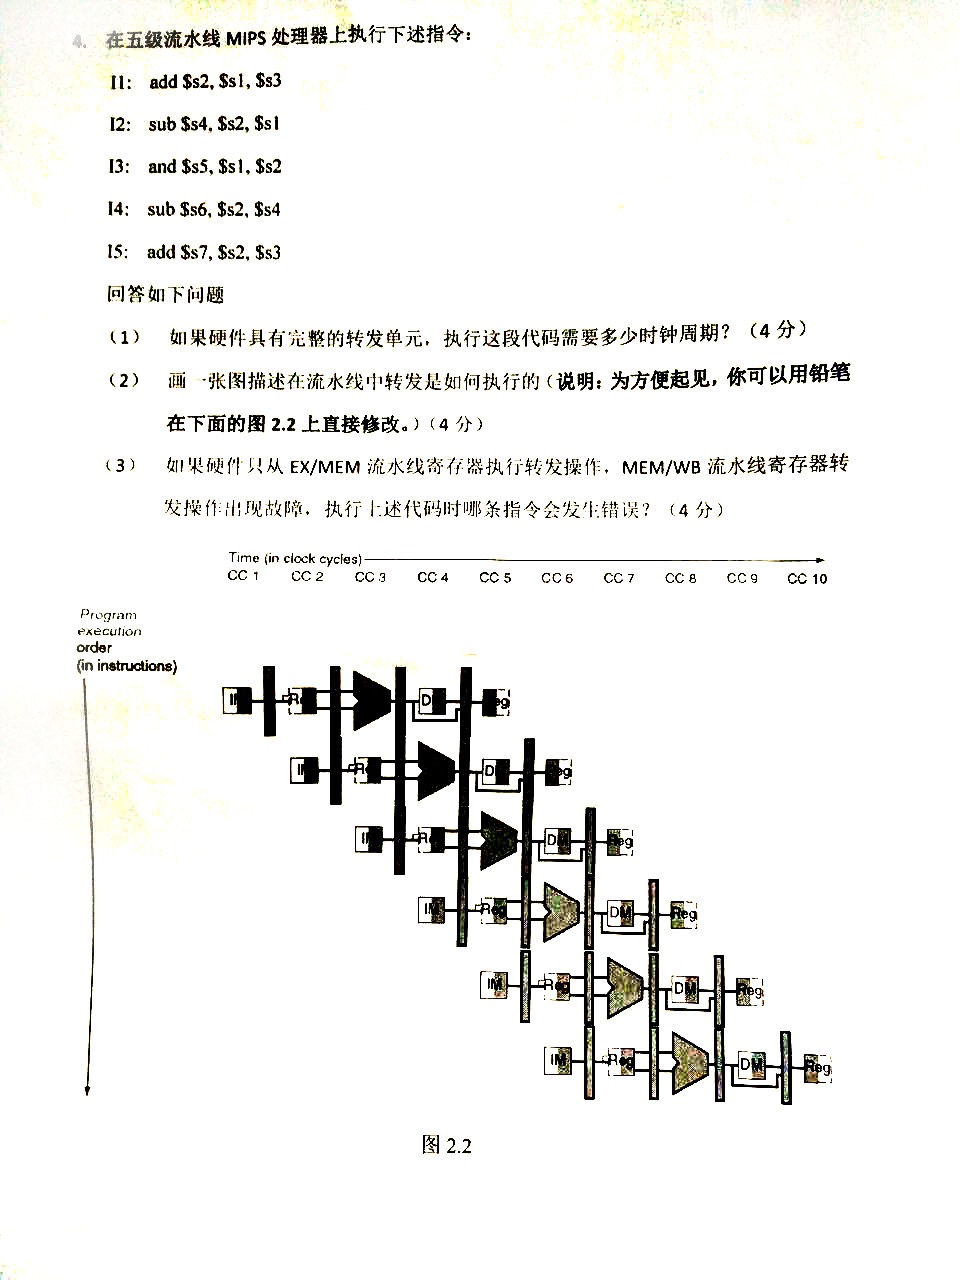 4. 在五级流水线 MIPS 处理器上执行下述指令：
I1: add $s2, $s1, $s3
I2: sub $s4, $s2, $s1
I3: and $s5, $s1, $s2
I4: sub $s6, $s2, $s4
I5: add $s7, $s2, $s3
回答如下问题
（1） 如果硬件具有完整的转发单元，执行这段代码需要多少时钟周期？（4 分）
（2） 画一张图描述在流水线中转发是如何执行的（说明：为方便起见，你可以用铅笔
在下面的图 2.2 上直接修改。）（4 分）
（3） 如果硬件只从 EX/MEM 流水线寄存器执行转发操作，MEM/WB 流水线寄存器转
发操作出现故障，执行上述代码时哪条指令会发生错误？（4 分）
Time (in clock cycles)
CC 1 CC 2 CC 3 CC 4 CC 5 CC 6 CC 7 CC 8 CC 9 CC 10
Program
execution
order
(in instructions)
IM Reg DM Reg
IM Reg DM Reg
IM Reg DM Reg
IM Reg DM Reg
IM Reg DM Reg
IM Reg DM Reg
图 2.2